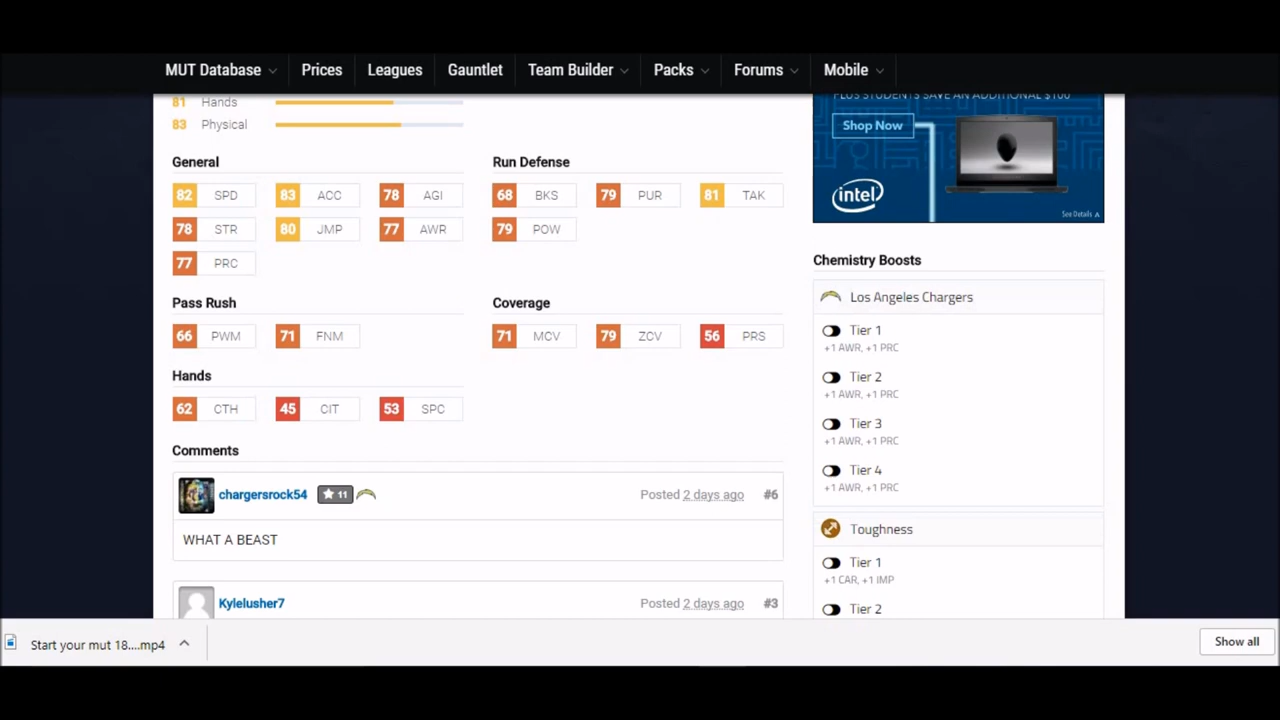 MUT Database Prices Leagues Gauntlet Team Builder Packs Forums Mobile
81 Hands
83 Physical
General
82 SPD 83 ACC 78 AGI
78 STR 80 JMP 77 AWR
77 PRC
Run Defense
68 BKS 79 PUR 81 TAK
79 POW
Pass Rush
66 PWM 71 FNM
Coverage
71 MCV 79 ZCV 56 PRS
Hands
62 CTH 45 CIT 53 SPC
Comments
chargersrock54 11 Posted 2 days ago #6
WHAT A BEAST
Kylelusher7 Posted 2 days ago #3
PLUS STUDENTS SAVE AN ADDITIONAL $100
Shop Now
intel
See Details
Chemistry Boosts
Los Angeles Chargers
Tier 1
+1 AWR, +1 PRC
Tier 2
+1 AWR, +1 PRC
Tier 3
+1 AWR, +1 PRC
Tier 4
+1 AWR, +1 PRC
Toughness
Tier 1
+1 CAR, +1 IMP
Tier 2
Start your mut 18....mp4
Show all